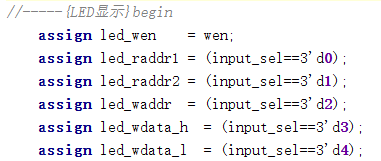 //-----{LED显示}begin
assign led_wen    = wen;
assign led_raddr1 = (input_sel==3'd0);
assign led_raddr2 = (input_sel==3'd1);
assign led_waddr  = (input_sel==3'd2);
assign led_wdata_h  = (input_sel==3'd3);
assign led_wdata_l  = (input_sel==3'd4);